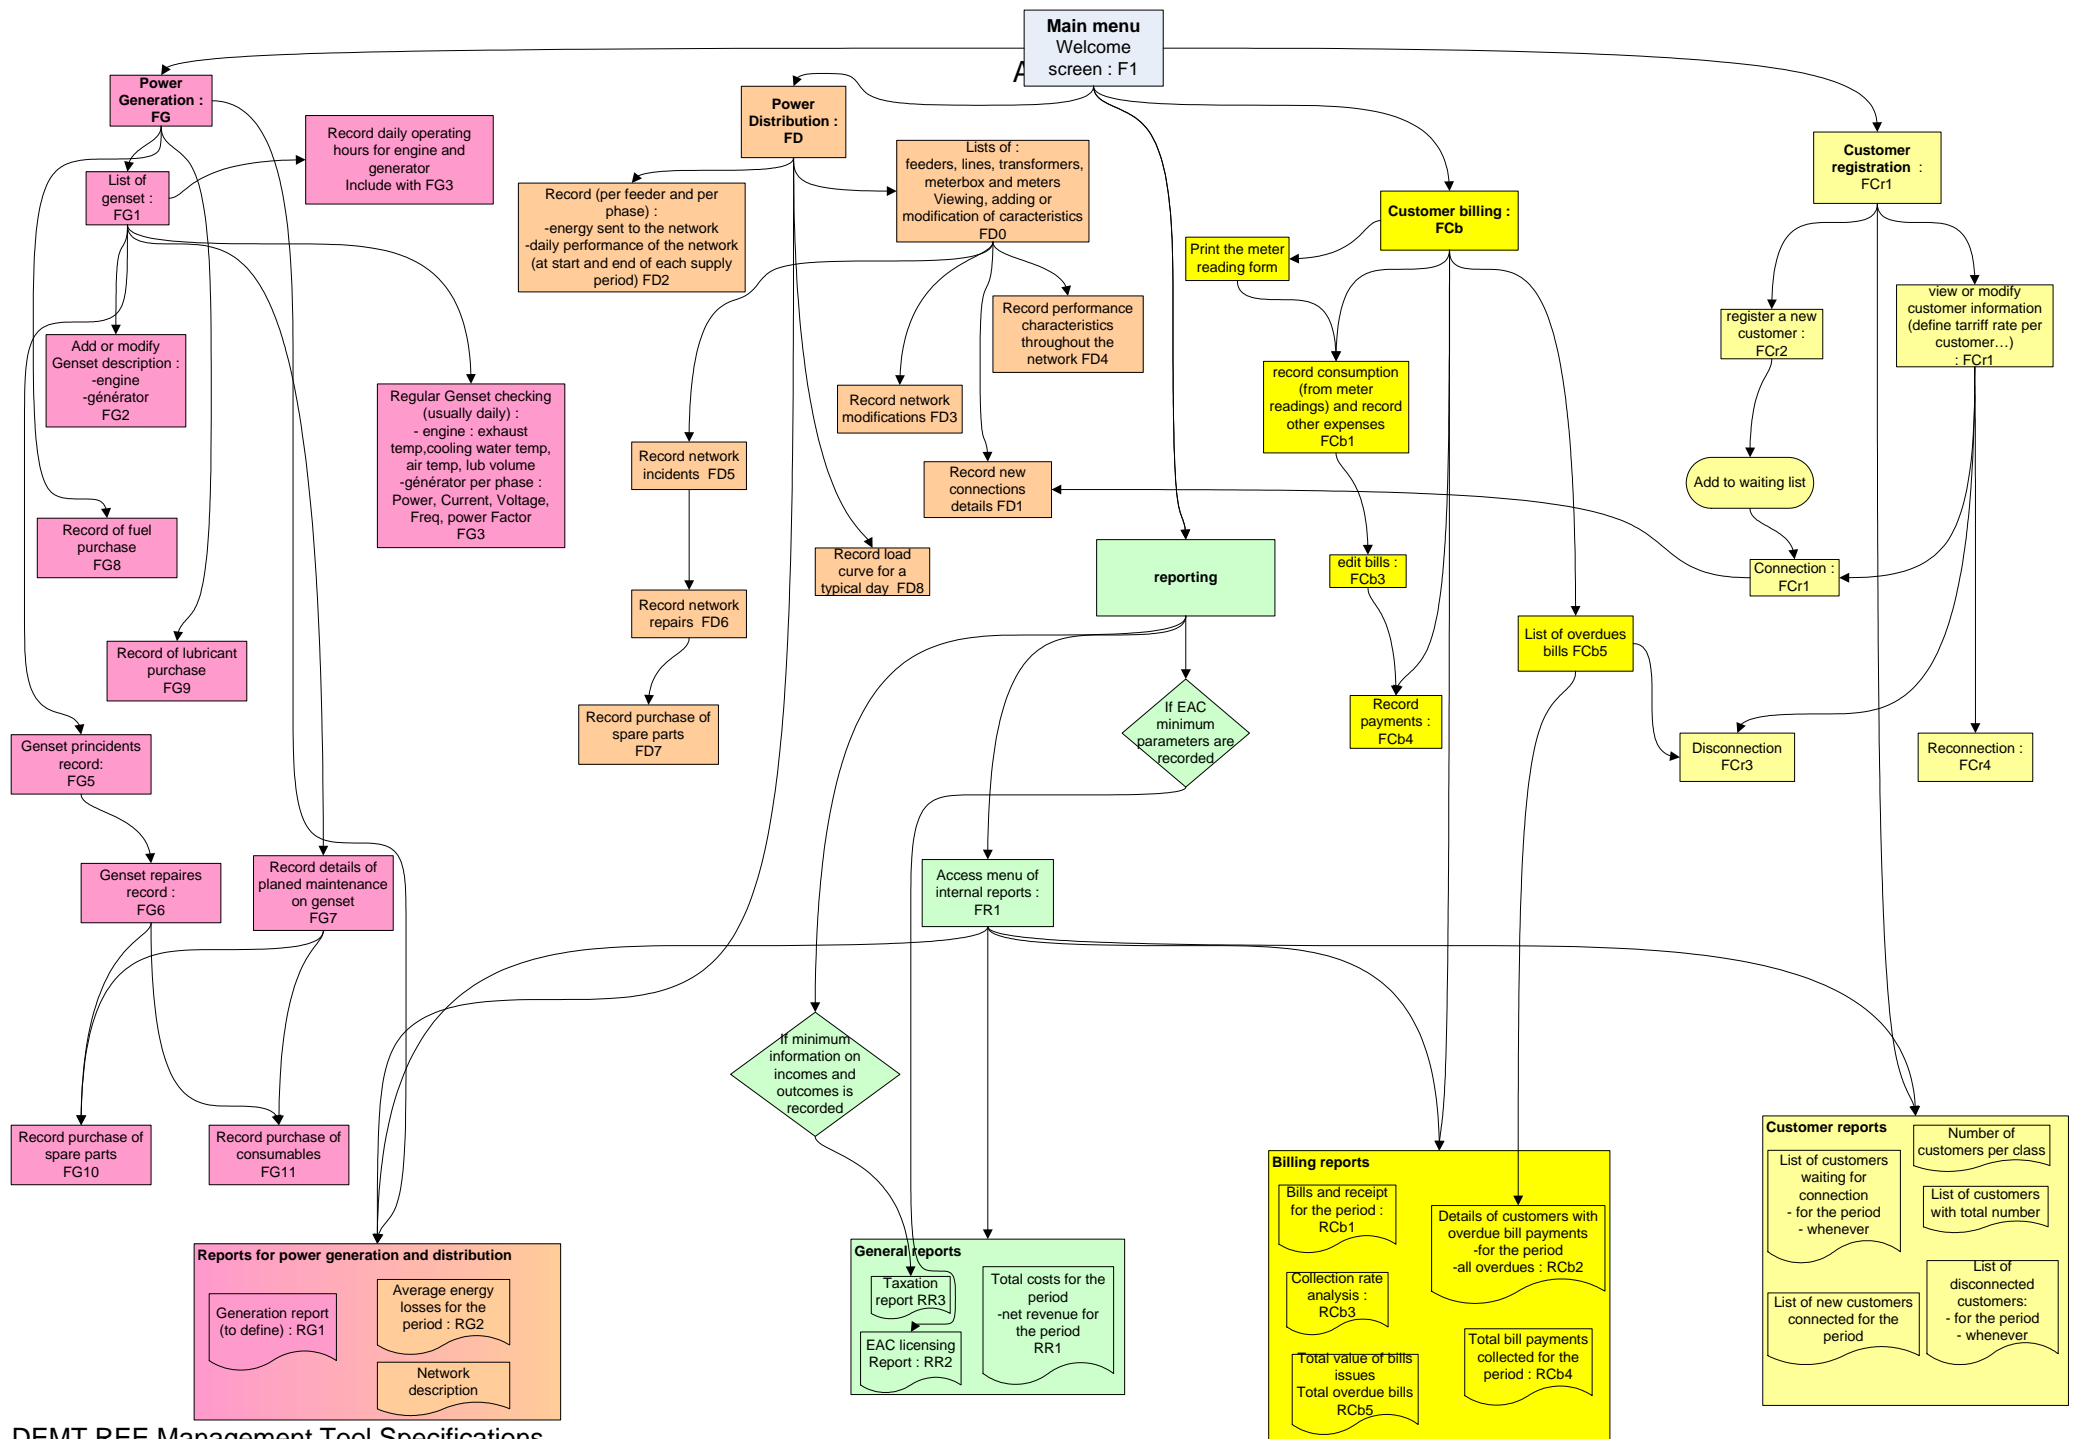 Main menu
Welcome
screen : F1
A
Power
Generation :
FG
Record daily operating
hours for engine and
generator
Include with FG3
List of
genset :
FG1
Add or modify
Genset description :
-engine
-générator
FG2
Regular Genset checking
(usually daily) :
- engine : exhaust
temp,cooling water temp,
air temp, lub volume
-générator per phase :
Power, Current, Voltage,
Freq, power Factor
FG3
Record of fuel
purchase
FG8
Record of lubricant
purchase
FG9
Genset princidents
record:
FG5
Genset repaires
record :
FG6
Record details of
planed maintenance
on genset
FG7
Record purchase of
spare parts
FG10
Record purchase of
consumables
FG11
Power
Distribution :
FD
Record (per feeder and per
phase) :
-energy sent to the network
-daily performance of the network
(at start and end of each supply
period) FD2
Lists of :
feeders, lines, transformers,
meterbox and meters
Viewing, adding or
modification of caracteristics
FD0
Record performance
characteristics
throughout the
network FD4
Record network
modifications FD3
Record network
incidents  FD5
Record new
connections
details FD1
Record load
curve for a
typical day  FD8
Record network
repairs  FD6
Record purchase of
spare parts
FD7
reporting
If EAC
minimum
parameters are
recorded
Access menu of
internal reports :
FR1
If minimum
information on
incomes and
outcomes is
recorded
Customer billing :
FCb
Print the meter
reading form
record consumption
(from meter
readings) and record
other expenses
FCb1
edit bills :
FCb3
Record
payments :
FCb4
List of overdues
bills FCb5
Customer
registration  :
FCr1
register a new
customer :
FCr2
view or modify
customer information
(define tarriff rate per
customer...)
: FCr1
Add to waiting list
Connection :
FCr1
Disconnection
FCr3
Reconnection :
FCr4
Reports for power generation and distribution
Generation report
(to define) : RG1
Average energy
losses for the
period : RG2
Network
description
General reports
Taxation
report RR3
EAC licensing
Report : RR2
Total costs for the
period
-net revenue for
the period
RR1
Billing reports
Bills and receipt
for the period :
RCb1
Details of customers with
overdue bill payments
-for the period
-all overdues : RCb2
Collection rate
analysis :
RCb3
Total value of bills
issues
Total overdue bills
RCb5
Total bill payments
collected for the
period : RCb4
Customer reports
Number of
customers per class
List of customers
waiting for
connection
- for the period
- whenever
List of customers
with total number
List of new customers
connected for the
period
List of
disconnected
customers:
- for the period
- whenever
DEMT REE Management Tool Specifications